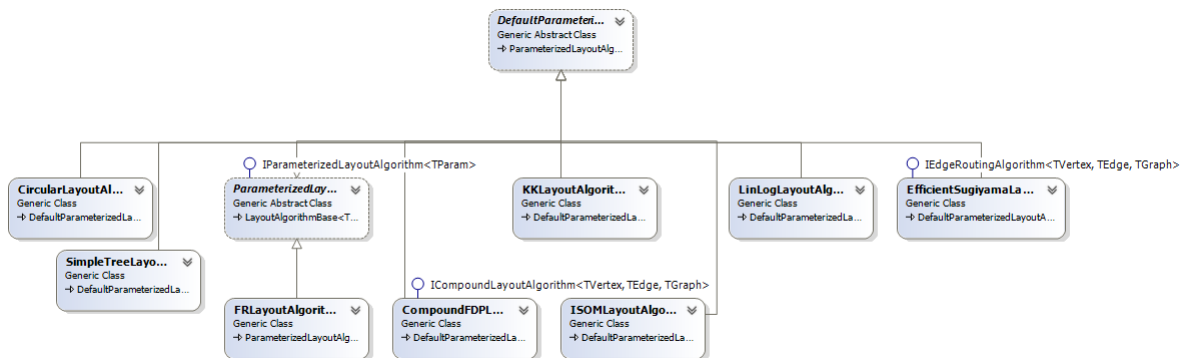 DefaultParameteri...
Generic Abstract Class
ParameterizedLayoutAlg...
IParameterizedLayoutAlgorithm<TParam>
IEdgeRoutingAlgorithm<TVertex, TEdge, TGraph>
CircularLayoutAl...
Generic Class
DefaultParameterizedLa...
ParameterizedLay...
Generic Abstract Class
LayoutAlgorithmBase<T...
KKLayoutAlgorit...
Generic Class
DefaultParameterizedLa...
LinLogLayoutAlg...
Generic Class
DefaultParameterizedLa...
EfficientSugiyamaLa...
Generic Class
DefaultParameterizedLayoutA...
SimpleTreeLayo...
Generic Class
DefaultParameterizedLa...
ICompoundLayoutAlgorithm<TVertex, TEdge, TGraph>
FRLayoutAlgorit...
Generic Class
ParameterizedLayoutAlg...
CompoundFDPL...
Generic Class
DefaultParameterizedLa...
ISOMLayoutAlgo...
Generic Class
DefaultParameterizedLa...